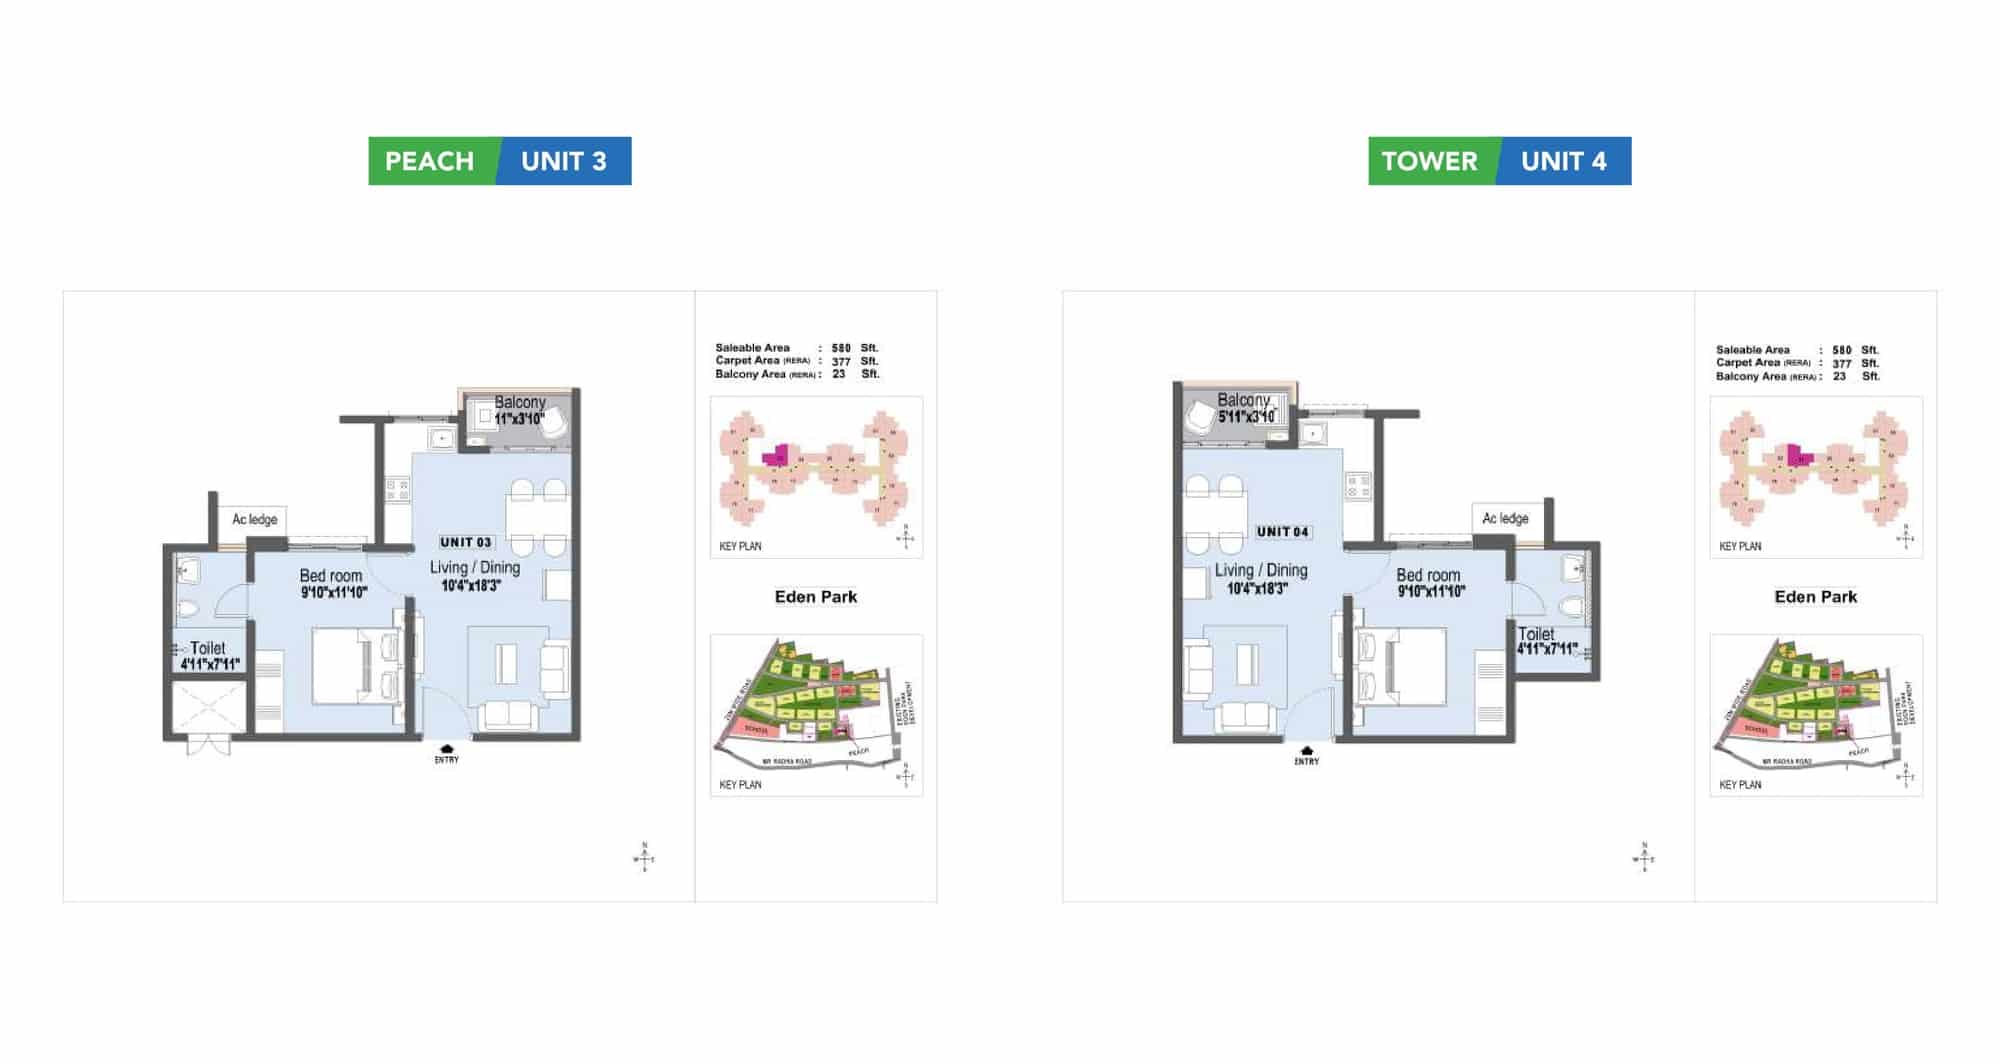 PEACH UNIT 3
Saleable Area : 580 Sft.
Carpet Area (RERA) : 377 Sft.
Balcony Area (RERA) : 23 Sft.
Balcony
11"x3'10"
Ac ledge
UNIT 03
Living / Dining
10'4"x18'3"
Bed room
9'10"x11'10"
Toilet
4'11"x7'11"
ENTRY
N
W E
S
KEY PLAN
Eden Park
SCHOOL
EXISTING
EDEN PARK
DEVELOPMENT
PEACH
MR RADHA ROAD
KEY PLAN
TOWER UNIT 4
Saleable Area : 580 Sft.
Carpet Area (RERA) : 377 Sft.
Balcony Area (RERA) : 23 Sft.
Balcony
5'11"x3'10"
Ac ledge
UNIT 04
Living / Dining
10'4"x18'3"
Bed room
9'10"x11'10"
Toilet
4'11"x7'11"
ENTRY
N
W E
S
KEY PLAN
Eden Park
SCHOOL
EXISTING
EDEN PARK
DEVELOPMENT
PEACH
MR RADHA ROAD
KEY PLAN